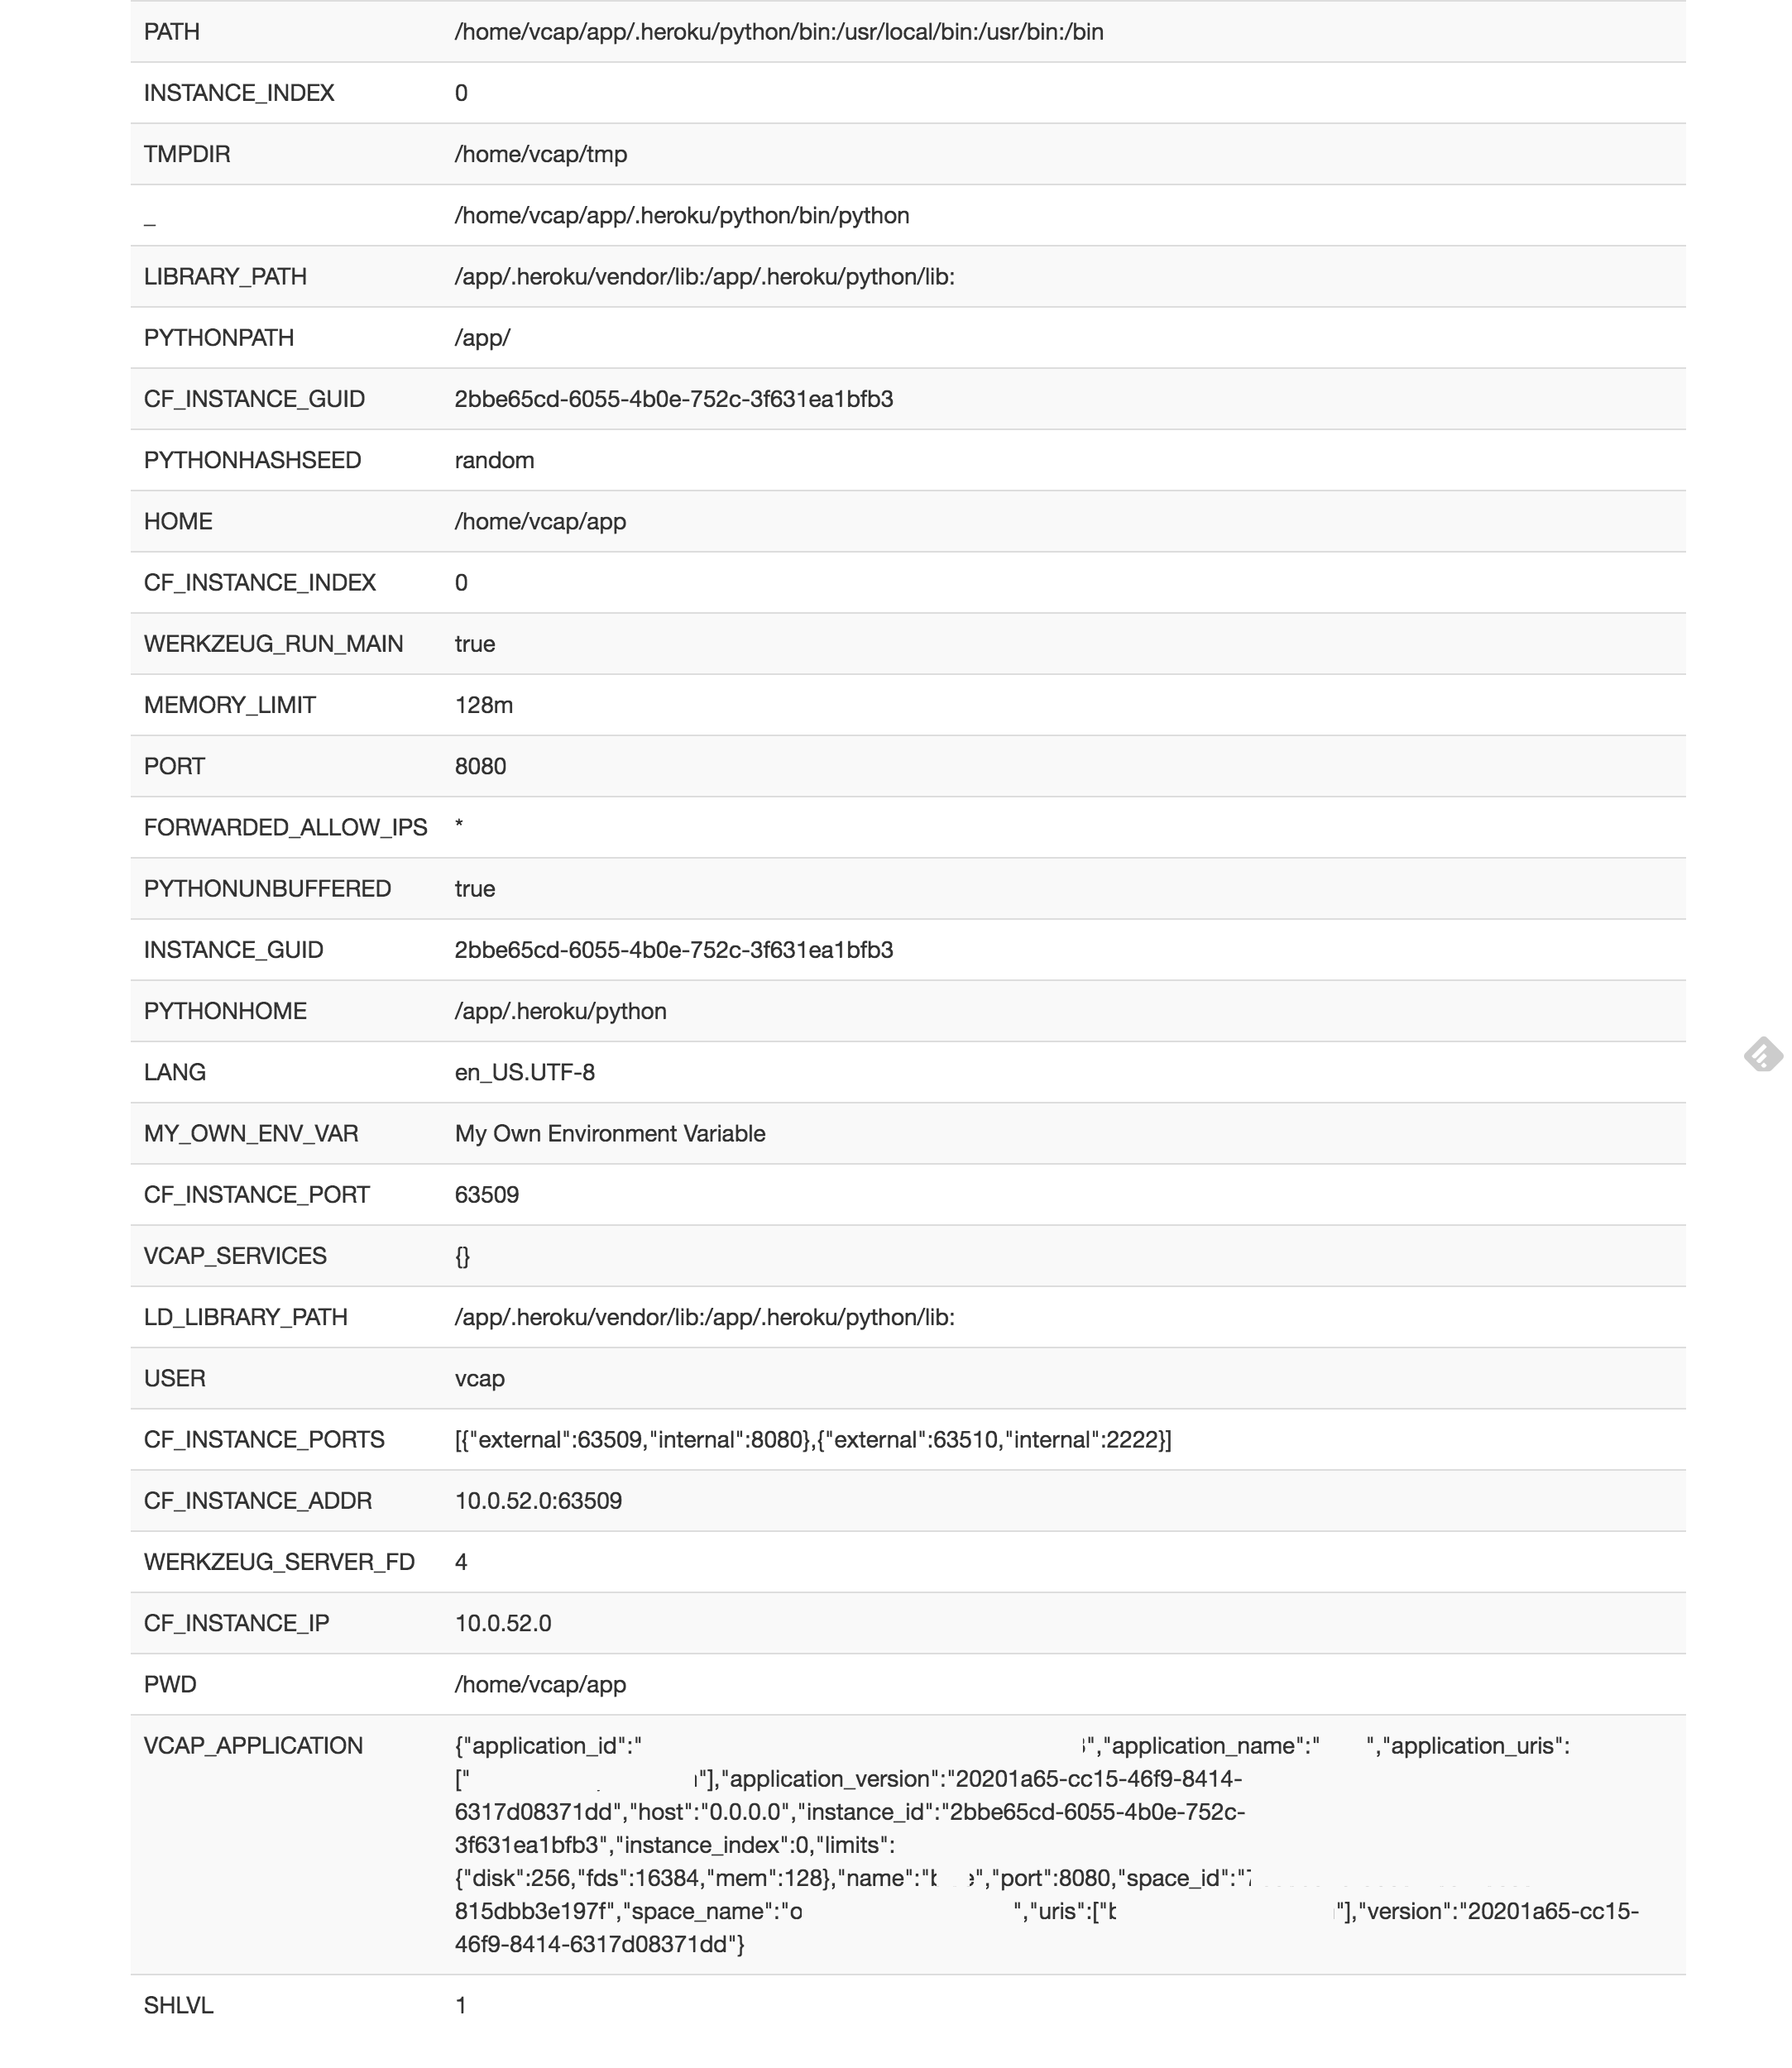 PATH /home/vcap/app/.heroku/python/bin:/usr/local/bin:/usr/bin:/bin
INSTANCE_INDEX 0
TMPDIR /home/vcap/tmp
_ /home/vcap/app/.heroku/python/bin/python
LIBRARY_PATH /app/.heroku/vendor/lib:/app/.heroku/python/lib:
PYTHONPATH /app/
CF_INSTANCE_GUID 2bbe65cd-6055-4b0e-752c-3f631ea1bfb3
PYTHONHASHSEED random
HOME /home/vcap/app
CF_INSTANCE_INDEX 0
WERKZEUG_RUN_MAIN true
MEMORY_LIMIT 128m
PORT 8080
FORWARDED_ALLOW_IPS *
PYTHONUNBUFFERED true
INSTANCE_GUID 2bbe65cd-6055-4b0e-752c-3f631ea1bfb3
PYTHONHOME /app/.heroku/python
LANG en_US.UTF-8
MY_OWN_ENV_VAR My Own Environment Variable
CF_INSTANCE_PORT 63509
VCAP_SERVICES {}
LD_LIBRARY_PATH /app/.heroku/vendor/lib:/app/.heroku/python/lib:
USER vcap
CF_INSTANCE_PORTS [{"external":63509,"internal":8080},{"external":63510,"internal":2222}]
CF_INSTANCE_ADDR 10.0.52.0:63509
WERKZEUG_SERVER_FD 4
CF_INSTANCE_IP 10.0.52.0
PWD /home/vcap/app
VCAP_APPLICATION {"application_id":" ","application_name":" ","application_uris":
[" "],"application_version":"20201a65-cc15-46f9-8414-
6317d08371dd","host":"0.0.0.0","instance_id":"2bbe65cd-6055-4b0e-752c-
3f631ea1bfb3","instance_index":0,"limits":
{"disk":256,"fds":16384,"mem":128},"name":"b e","port":8080,"space_id":"7
815dbb3e197f","space_name":"o ","uris":["b "],"version":"20201a65-cc15-
46f9-8414-6317d08371dd"}
SHLVL 1